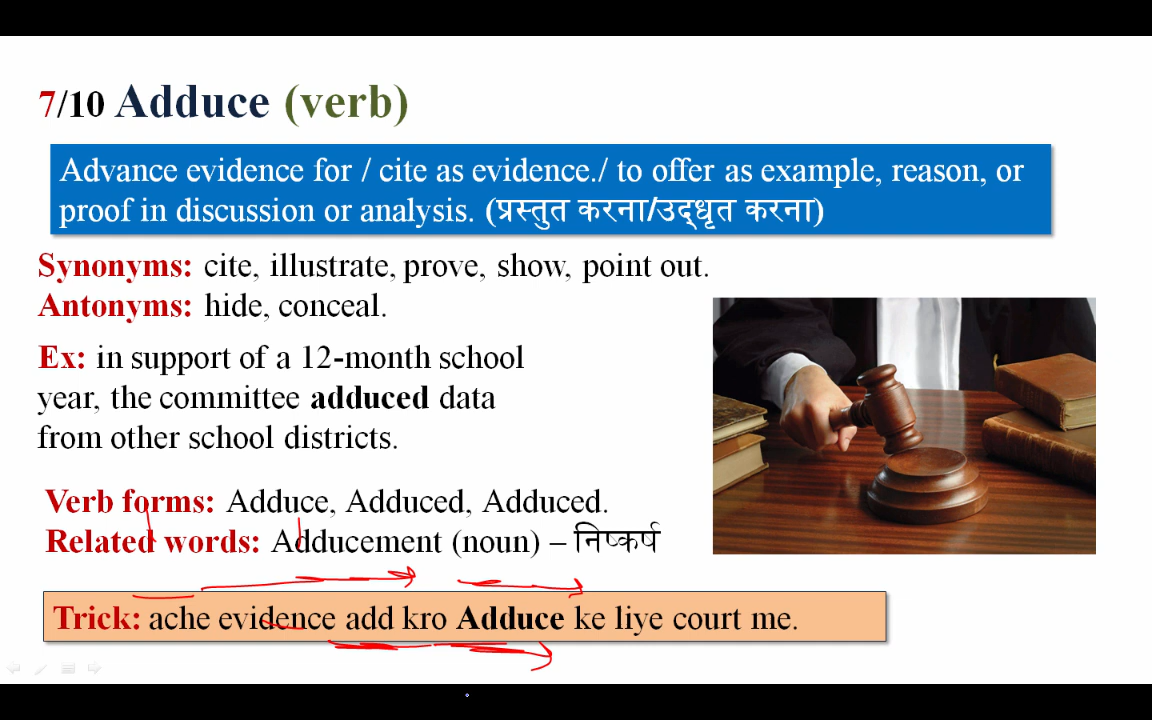 7/10 Adduce (verb)
Advance evidence for / cite as evidence./ to offer as example, reason, or
proof in discussion or analysis. (प्रस्तुत करना/उद्धृत करना)
Synonyms: cite, illustrate, prove, show, point out.
Antonyms: hide, conceal.
Ex: in support of a 12-month school
year, the committee adduced data
from other school districts.
Verb forms: Adduce, Adduced, Adduced.
Related words: Adducement (noun) – निष्कर्ष
Trick: ache evidence add kro Adduce ke liye court me.